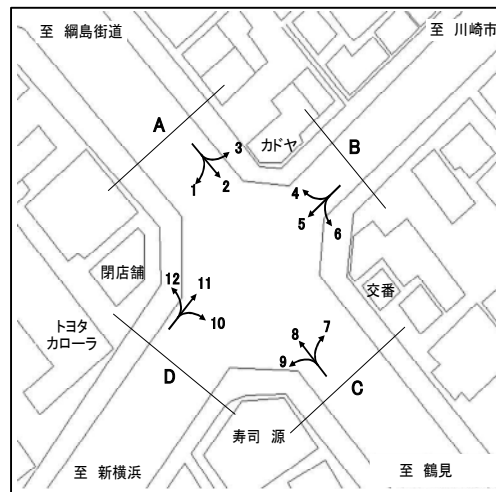 至 綱島街道
至 川崎市
A
3
カドヤ
B
1
2
4
5
6
閉店舗
12
11
交番
トヨタ
カローラ
10
8
7
9
D
C
寿司 源
至 新横浜
至 鶴見